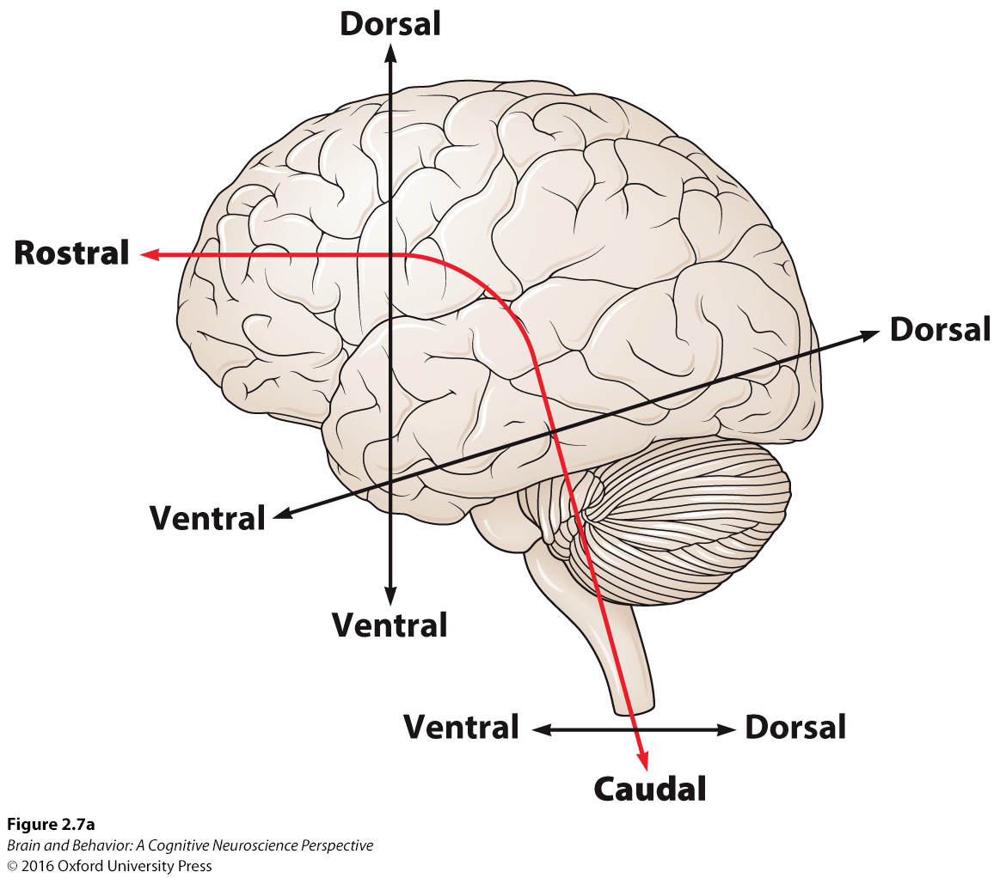 Dorsal
Rostral
Dorsal
Ventral
Ventral
Ventral
Dorsal
Caudal
Figure 2.7a
Brain and Behavior: A Cognitive Neuroscience Perspective
© 2016 Oxford University Press